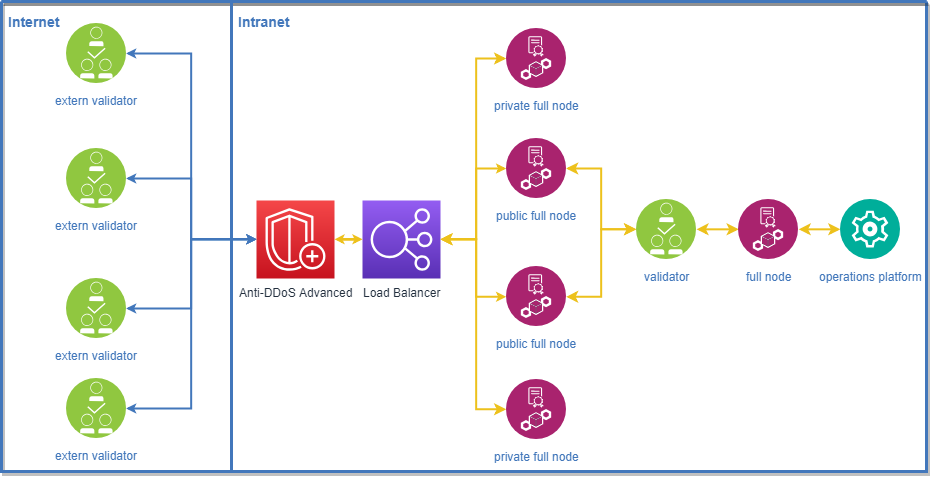 Internet
Intranet
extern validator
private full node
extern validator
public full node
validator
full node
operations platform
Anti-DDoS Advanced
Load Balancer
extern validator
public full node
extern validator
private full node